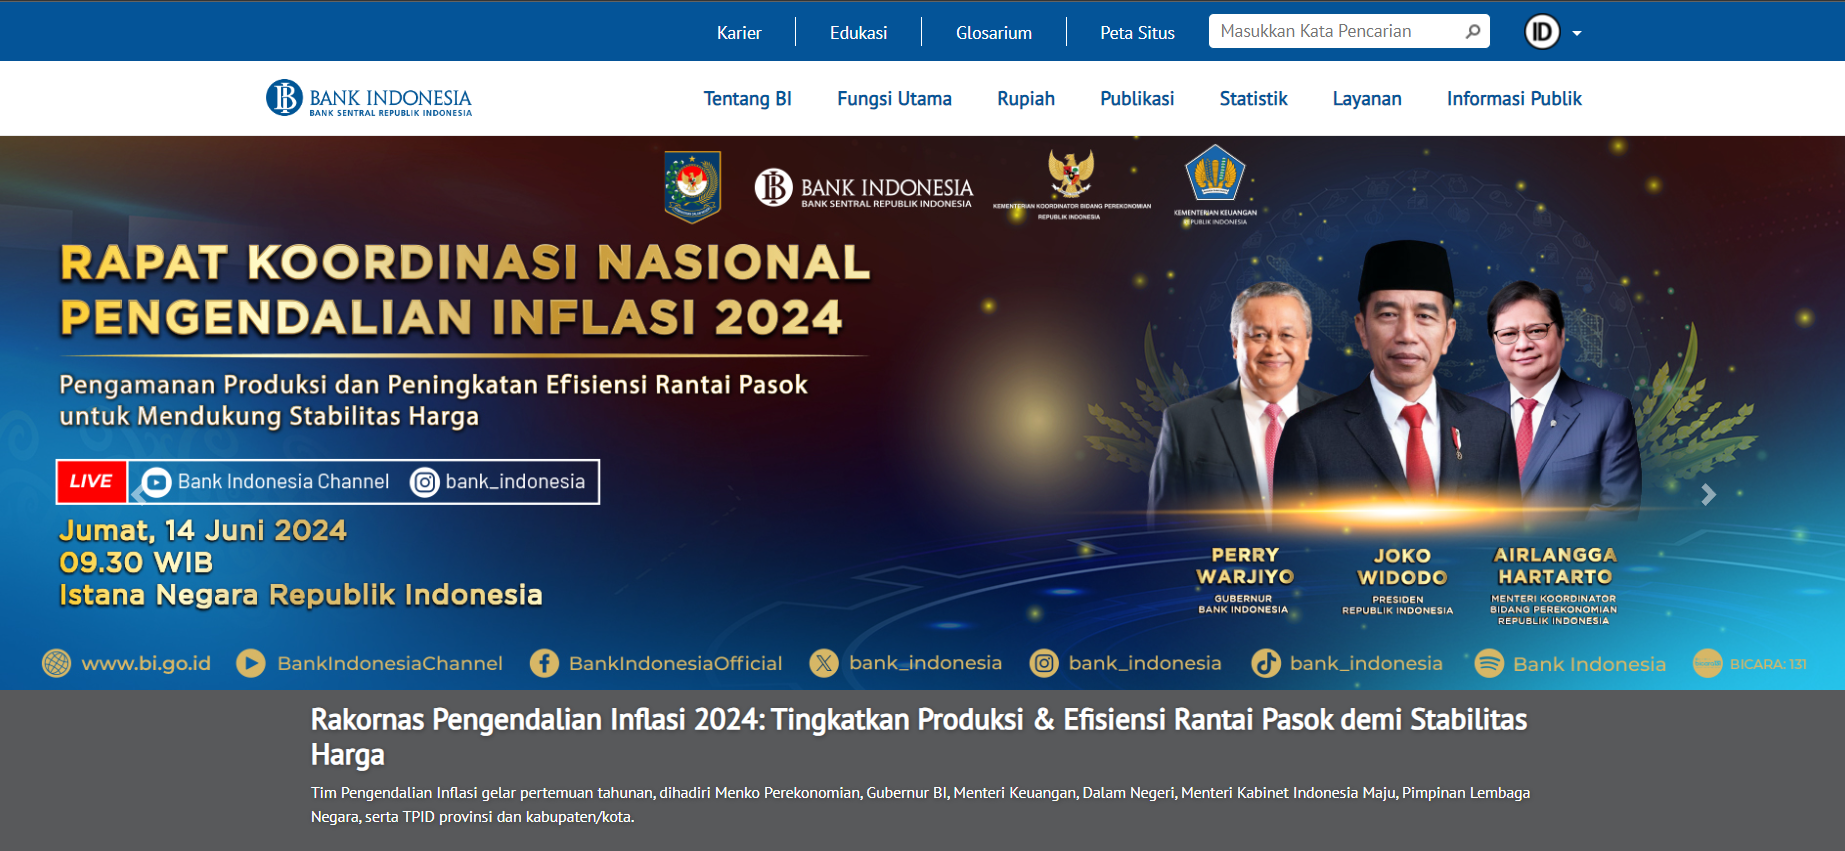 Karier
Edukasi
Glosarium
Peta Situs
Masukkan Kata Pencarian
ID
BANK INDONESIA
BANK SENTRAL REPUBLIK INDONESIA
Tentang BI
Fungsi Utama
Rupiah
Publikasi
Statistik
Layanan
Informasi Publik
BANK INDONESIA
BANK SENTRAL REPUBLIK INDONESIA
KEMENTERIAN KOORDINATOR BIDANG PEREKONOMIAN
REPUBLIK INDONESIA
KEMENTERIAN KEUANGAN
REPUBLIK INDONESIA
RAPAT KOORDINASI NASIONAL
PENGENDALIAN INFLASI 2024
Pengamanan Produksi dan Peningkatan Efisiensi Rantai Pasok
untuk Mendukung Stabilitas Harga
LIVE Bank Indonesia Channel bank_indonesia
Jumat, 14 Juni 2024
09.30 WIB
Istana Negara Republik Indonesia
PERRY
WARJIYO
GUBERNUR
BANK INDONESIA
JOKO
WIDODO
PRESIDEN
REPUBLIK INDONESIA
AIRLANGGA
HARTARTO
MENTERI KOORDINATOR
BIDANG PEREKONOMIAN
REPUBLIK INDONESIA
www.bi.go.id BankIndonesiaChannel BankIndonesiaOfficial bank_indonesia bank_indonesia bank_indonesia Bank Indonesia BICARA: 131
Rakornas Pengendalian Inflasi 2024: Tingkatkan Produksi & Efisiensi Rantai Pasok demi Stabilitas
Harga
Tim Pengendalian Inflasi gelar pertemuan tahunan, dihadiri Menko Perekonomian, Gubernur BI, Menteri Keuangan, Dalam Negeri, Menteri Kabinet Indonesia Maju, Pimpinan Lembaga
Negara, serta TPID provinsi dan kabupaten/kota.